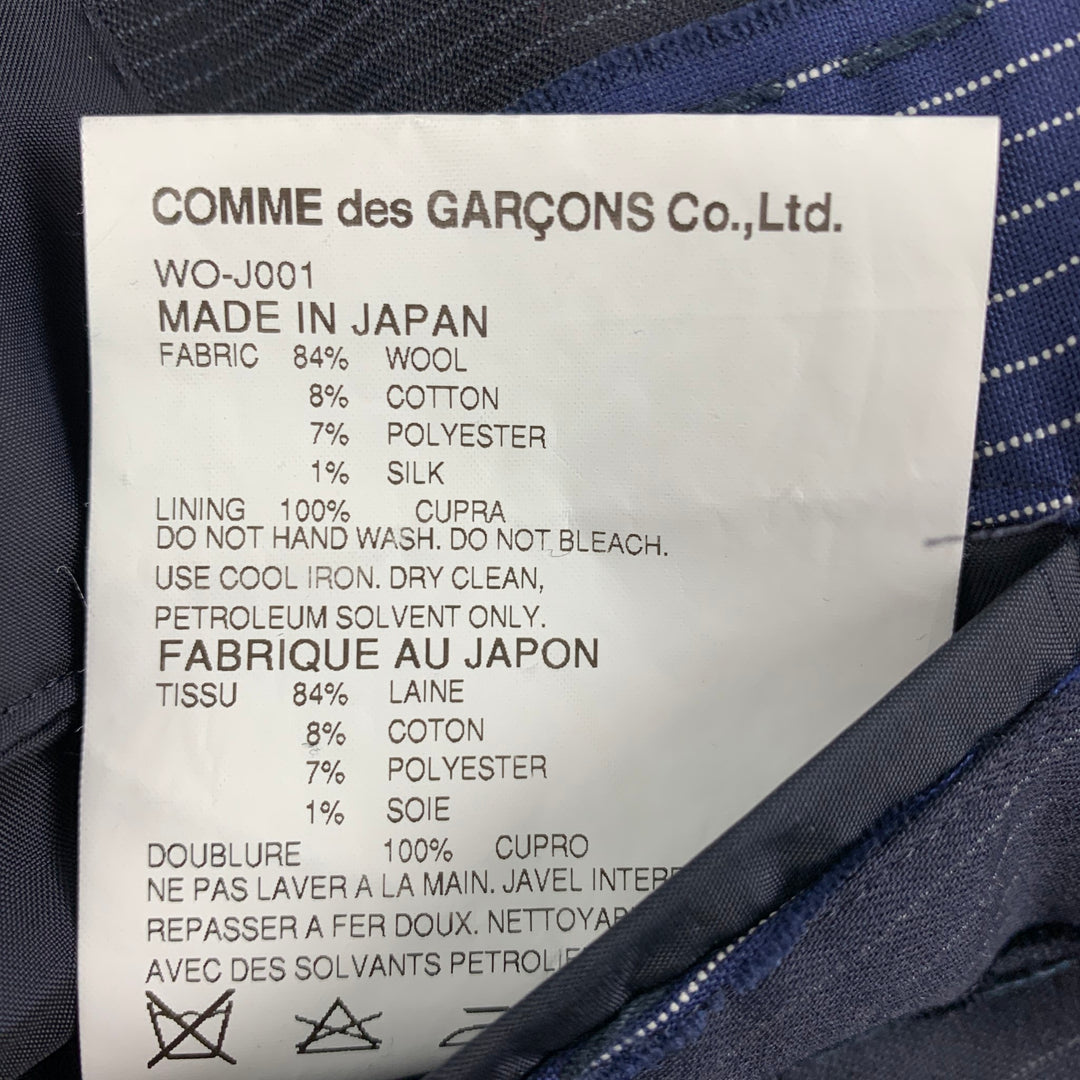 COMME des GARÇONS Co.,Ltd.
WO-J001
MADE IN JAPAN
FABRIC 84% WOOL
8% COTTON
7% POLYESTER
1% SILK
LINING 100% CUPRA
DO NOT HAND WASH. DO NOT BLEACH.
USE COOL IRON. DRY CLEAN,
PETROLEUM SOLVENT ONLY.
FABRIQUE AU JAPON
TISSU 84% LAINE
8% COTON
7% POLYESTER
1% SOIE
DOUBLURE 100% CUPRO
NE PAS LAVER A LA MAIN. JAVEL
REPASSER A FER DOUX.
AVEC DES SOLVANTS